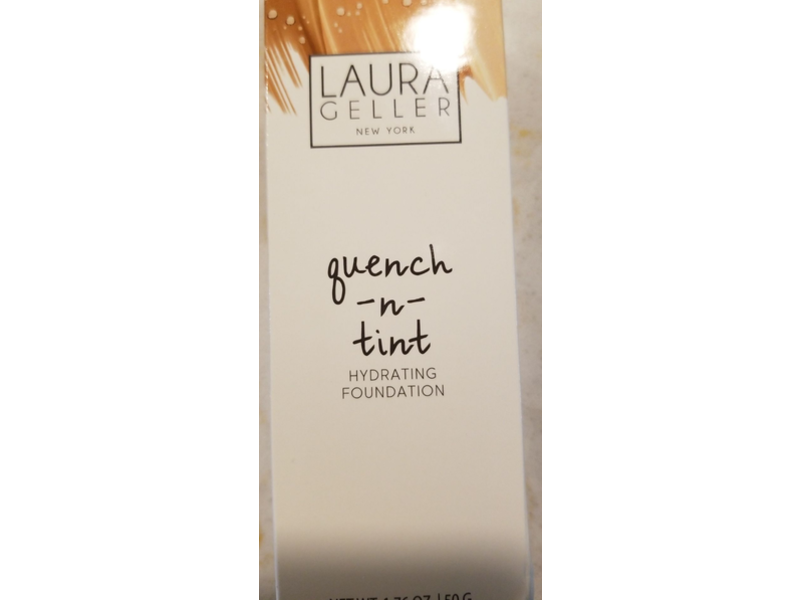 LAURA
GELLER
NEW YORK
quench
-n-
tint
HYDRATING
FOUNDATION